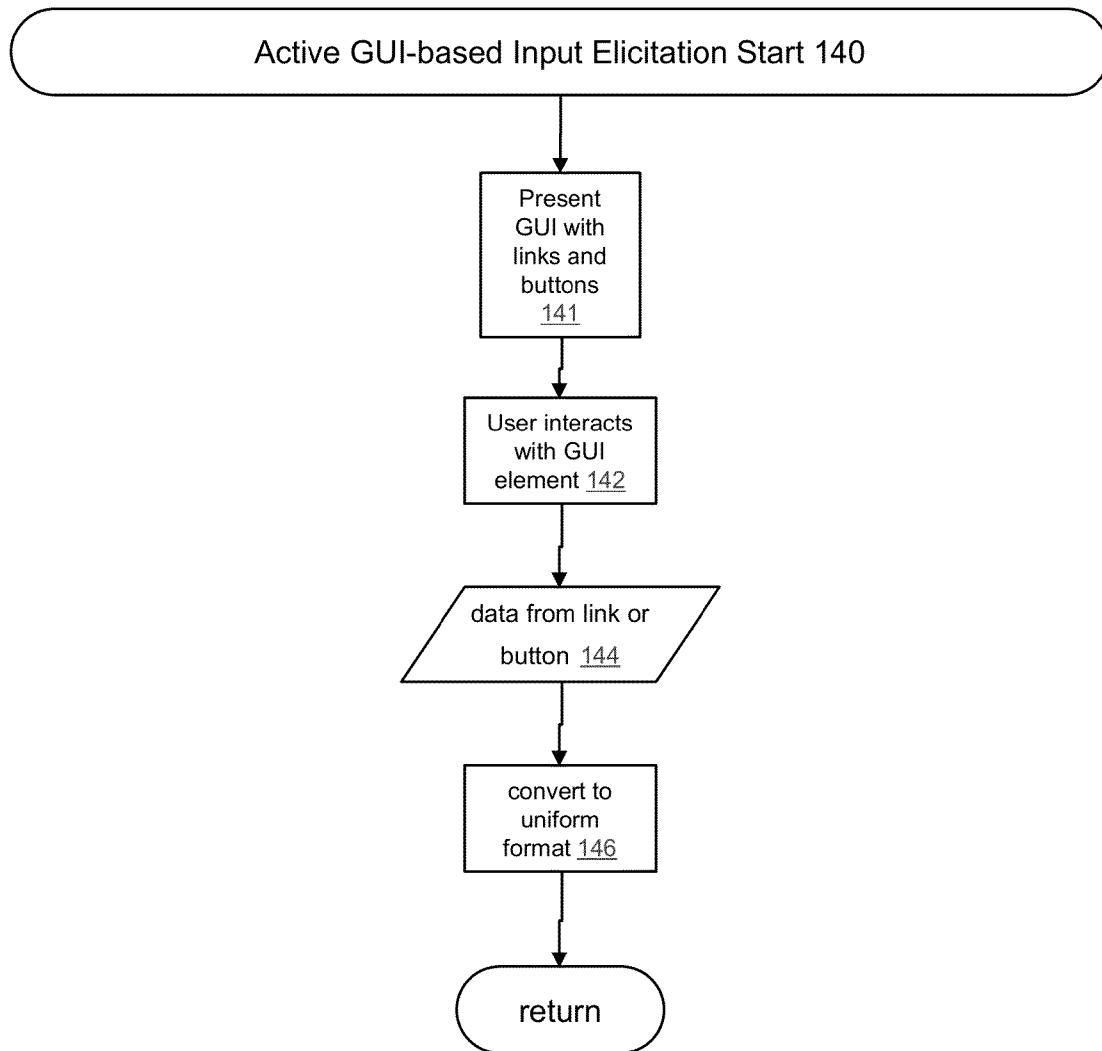 Active GUI-based Input Elicitation Start 140
Present
GUI with
links and
buttons
141
User interacts
with GUI
element 142
data from link or
button 144
convert to
uniform
format 146
return